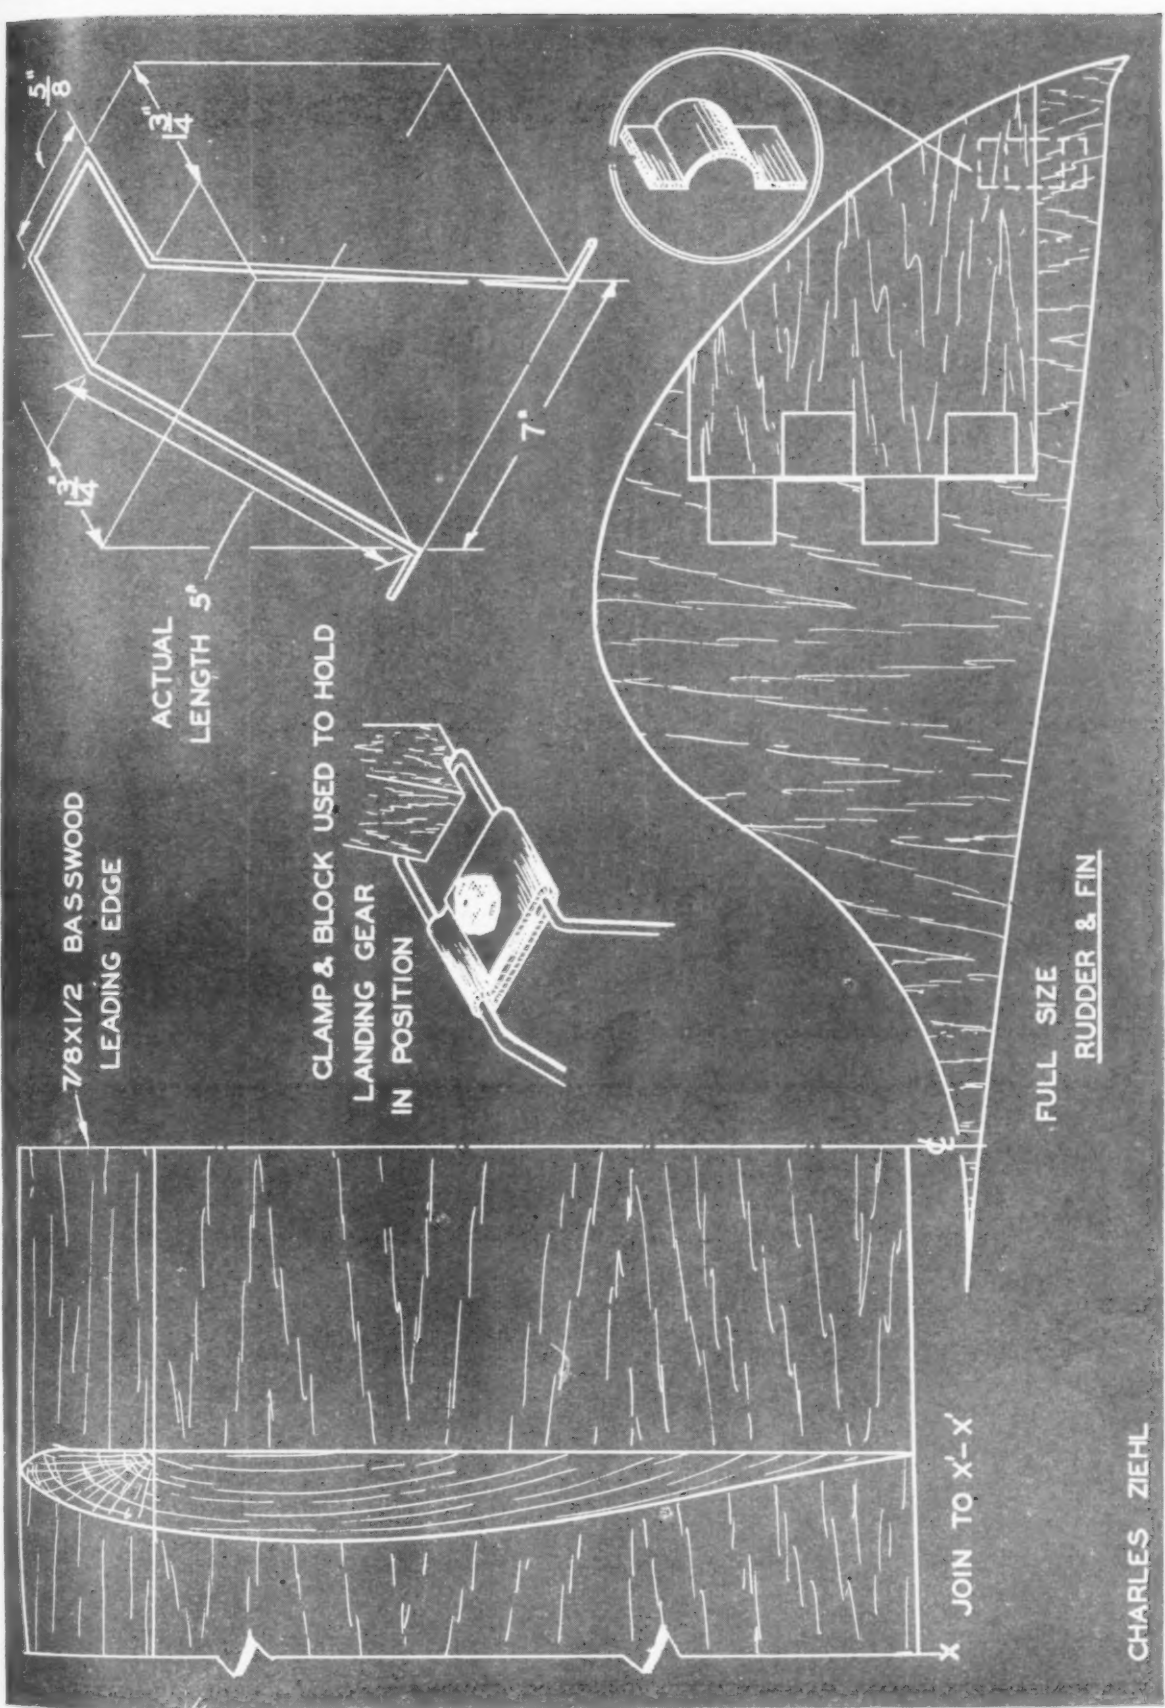 7/8X1/2 BASSWOOD
LEADING EDGE
5/8"
1 3/4"
1 3/4"
ACTUAL
LENGTH 5"
7"
CLAMP & BLOCK USED TO HOLD
LANDING GEAR
IN POSITION
℄
X JOIN TO X'-X'
FULL SIZE
RUDDER & FIN
CHARLES ZIEHL